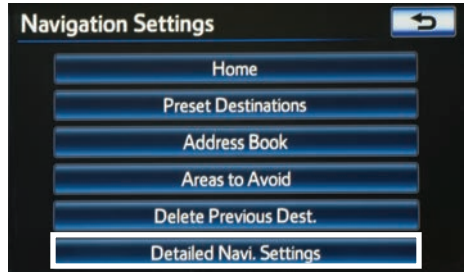 Navigation Settings
Home
Preset Destinations
Address Book
Areas to Avoid
Delete Previous Dest.
Detailed Navi. Settings